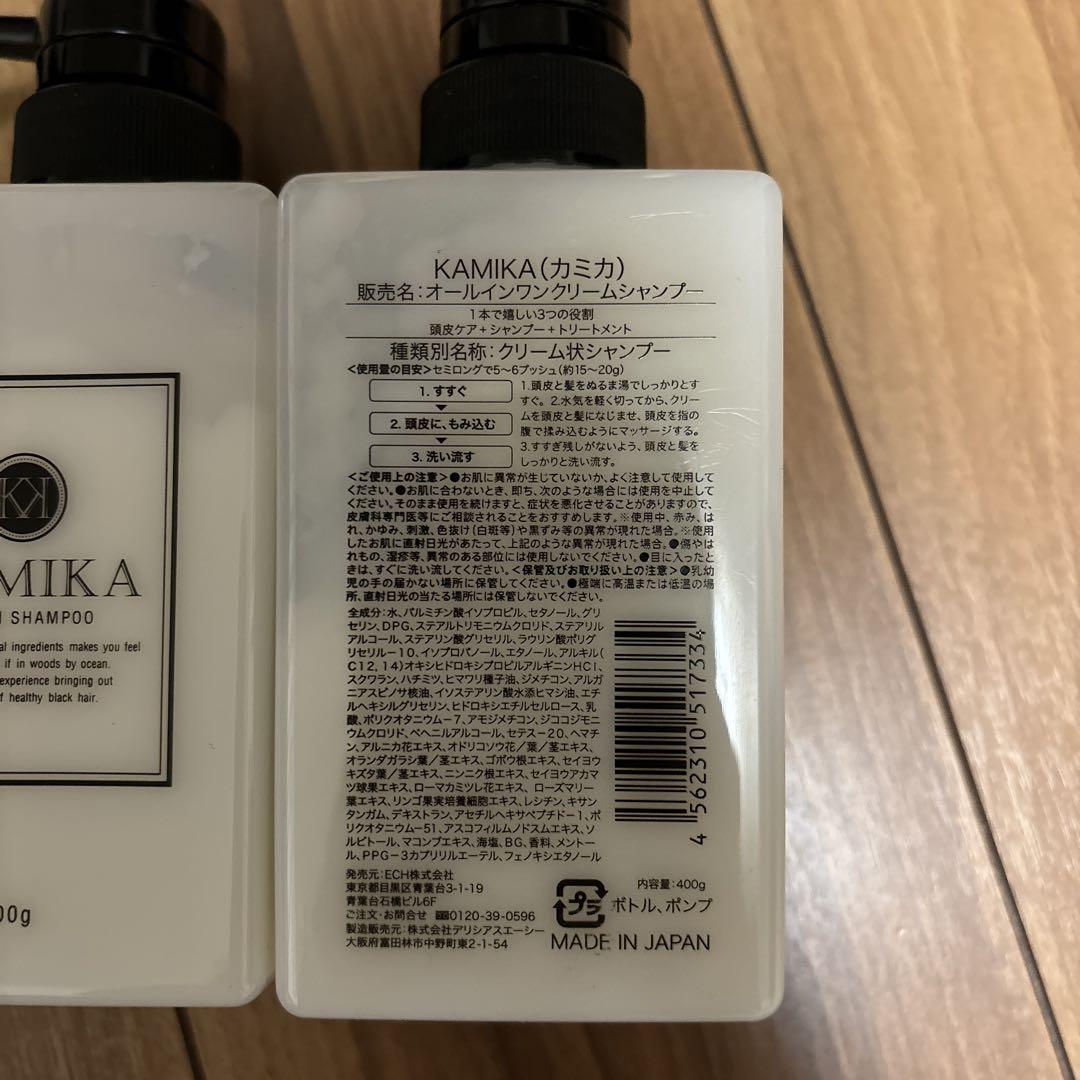 KAMIKA(カミカ)
販売名:オールインワンクリームシャンプー
1本で嬉しい3つの役割
頭皮ケア+シャンプー+トリートメント
種類別名称:クリーム状シャンプー
<使用量の目安>セミロングで5~6プッシュ(約15~20g)
1. すすぐ
2. 頭皮に、もみ込む
3. 洗い流す
1.頭皮と髪をぬるま湯でしっかりとす
すぐ。2.水気を軽く切ってから、クリー
ムを頭皮と髪になじませ、頭皮を指の
腹で揉み込むようにマッサージする。
3.すすぎ残しがないよう、頭皮と髪を
しっかりと洗い流す。
<ご使用上の注意>●お肌に異常が生じていないか、よく注意して使用して
ください。●お肌に合わないとき、即ち、次のような場合には使用を中止して
ください。そのまま使用を続けますと、症状を悪化させることがありますので、
皮膚科専門医等にご相談されることをおすすめします。※使用中、赤み、は
れ、かゆみ、刺激、色抜け(白斑等)や黒ずみ等の異常が現れた場合。※使用
したお肌に直射日光があたって、上記のような異常が現れた場合。●傷やは
れもの、湿疹等、異常のある部位には使用しないでください。●目に入ったと
きは、すぐに洗い流してください。<保管及びお取り扱い上の注意>●乳幼
児の手の届かない場所に保管してください。●極端に高温または低温の場
所、直射日光の当たる場所には保管しないでください。
全成分:水、パルミチン酸イソプロピル、セタノール、グリ
セリン、DPG、ステアルトリモニウムクロリド、ステアリル
アルコール、ステアリン酸グリセリル、ラウリン酸ポリグ
リセリル-10、イソプロパノール、エタノール、アルキル(
C12,14)オキシヒドロキシプロピルアルギニンHCl、
スクワラン、ハチミツ、ヒマワリ種子油、ジメチコン、アルガ
ニアスピノサ核油、イソステアリン酸水添ヒマシ油、エチ
ルヘキシルグリセリン、ヒドロキシエチルセルロース、乳
酸、ポリクオタニウム-7、アモジメチコン、ジココジモニ
ウムクロリド、ベヘニルアルコール、セテス-20、ヘマチ
ン、アルニカ花エキス、オドリコソウ花/葉/茎エキス、
オランダガラシ葉/茎エキス、ゴボウ根エキス、セイヨウ
キズタ葉/茎エキス、ニンニク根エキス、セイヨウアカマ
ツ球果エキス、ローマカミツレ花エキス、ローズマリー
葉エキス、リンゴ果実培養細胞エキス、レシチン、キサン
タンガム、デキストラン、アセチルヘキサペプチド-1、ポ
リクオタニウム-51、アスコフィルムノドスムエキス、ソ
ルビトール、マコンブエキス、海塩、BG、香料、メントー
ル、PPG-3カプリリルエーテル、フェノキシエタノール
4 562310 517334
発売元:ECH株式会社
東京都目黒区青葉台3-1-19
青葉台石橋ビル6F
ご注文・お問合せ 0120-39-0596
製造販売元:株式会社デリシアスエーシー
大阪府富田林市中野町東2-1-54
内容量:400g
プラ ボトル、ポンプ
MADE IN JAPAN
KK
MIKA
SHAMPOO
al ingredients makes you feel
if in woods by ocean.
experience bringing out
f healthy black hair.
00g